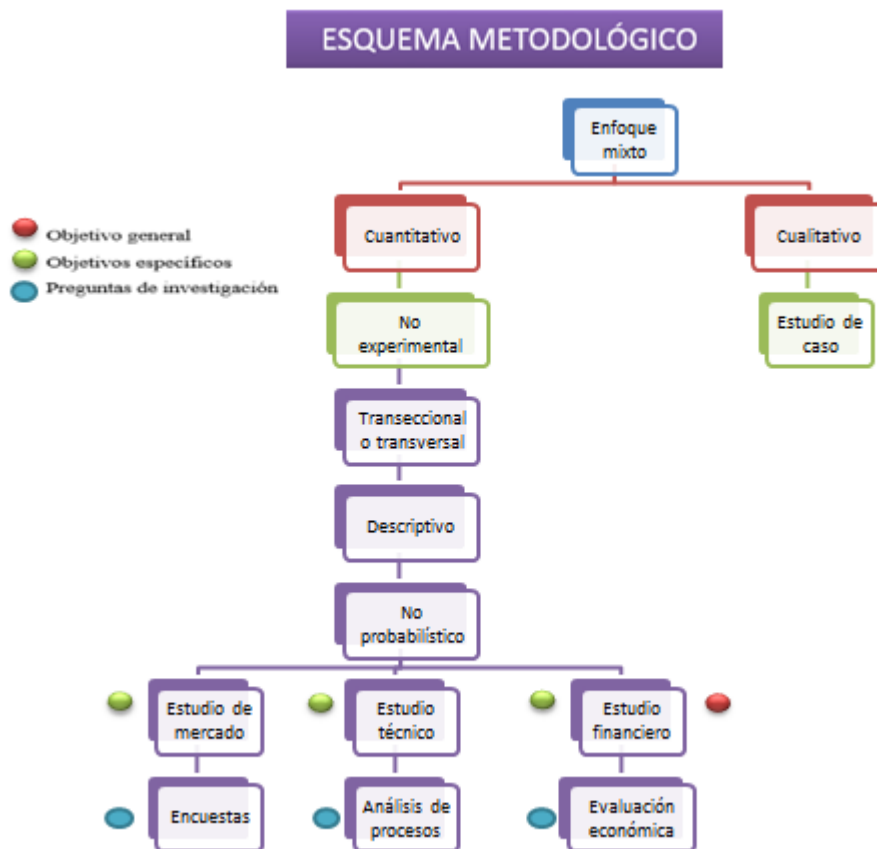 ESQUEMA METODOLÓGICO
Enfoque
mixto
Objetivo general
Objetivos específicos
Preguntas de investigación
Cuantitativo
Cualitativo
No
experimental
Estudio de
caso
Transeccional
o transversal
Descriptivo
No
probabilístico
Estudio de
mercado
Estudio
técnico
Estudio
financiero
Encuestas
Análisis de
procesos
Evaluación
económica